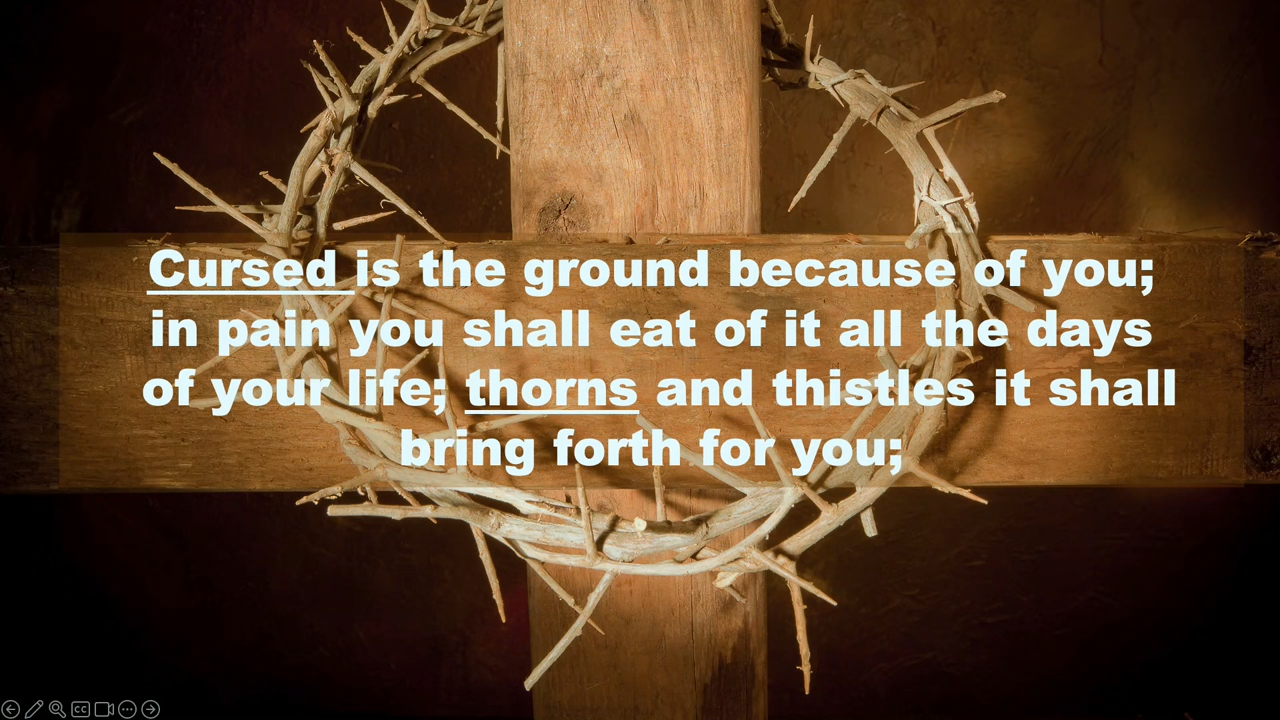 Cursed is the ground because of you;
in pain you shall eat of it all the days
of your life; thorns and thistles it shall
bring forth for you;
CC